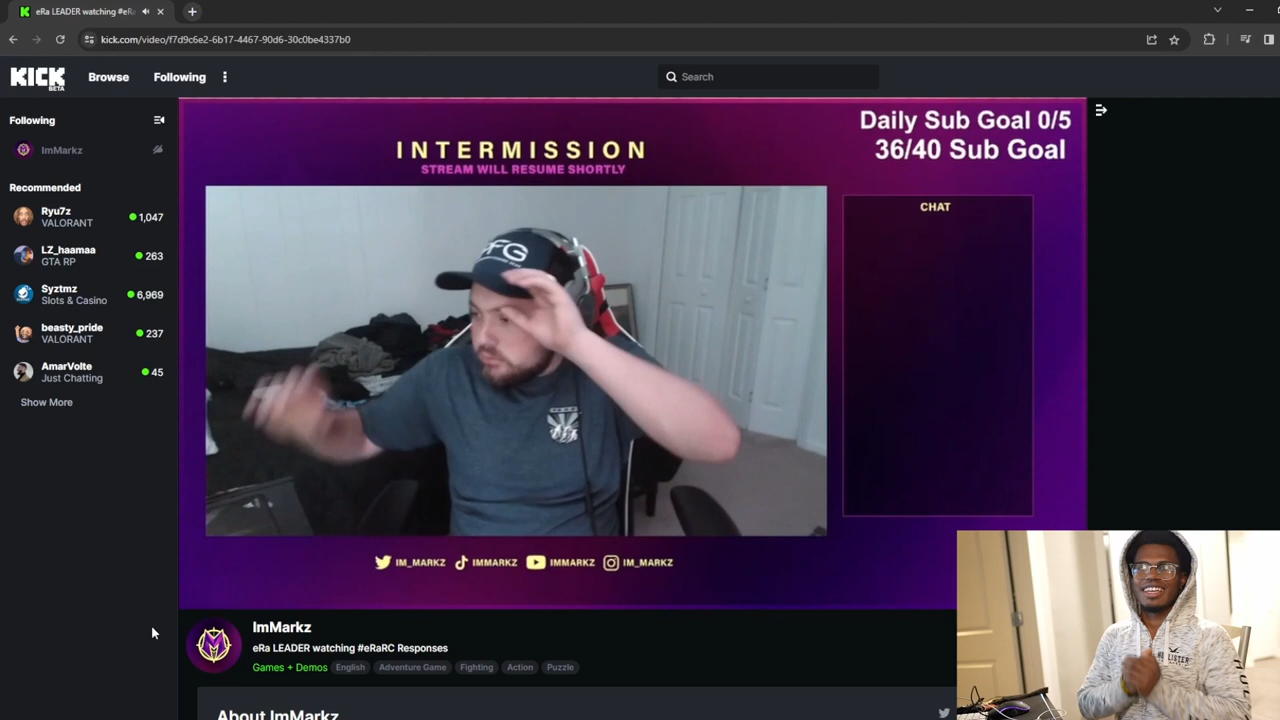 eRa LEADER watching #eRa
kick.com/video/f7d9c6e2-6b17-4467-90d6-30c0be4337b0
KICK
BETA
Browse
Following
Search
Following
ImMarkz
Recommended
Ryu7z
VALORANT
1,047
LZ_haamaa
GTA RP
263
Syztmz
Slots & Casino
6,969
beasty_pride
VALORANT
237
AmarVolte
Just Chatting
45
Show More
Daily Sub Goal 0/5
36/40 Sub Goal
INTERMISSION
STREAM WILL RESUME SHORTLY
CHAT
IM_MARKZ IMMARKZ IMMARKZ IM_MARKZ
ImMarkz
eRa LEADER watching #eRaRC Responses
Games + Demos English Adventure Game Fighting Action Puzzle
About ImMarkz